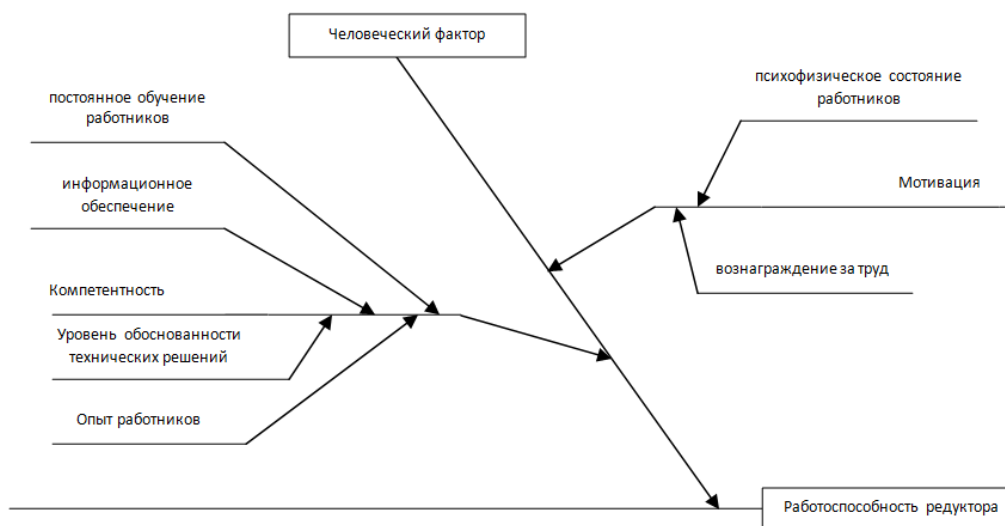 Человеческий фактор
психофизическое состояние
работников
постоянное обучение
работников
информационное
обеспечение
Мотивация
вознаграждение за труд
Компетентность
Уровень обоснованности
технических решений
Опыт работников
Работоспособность редуктора